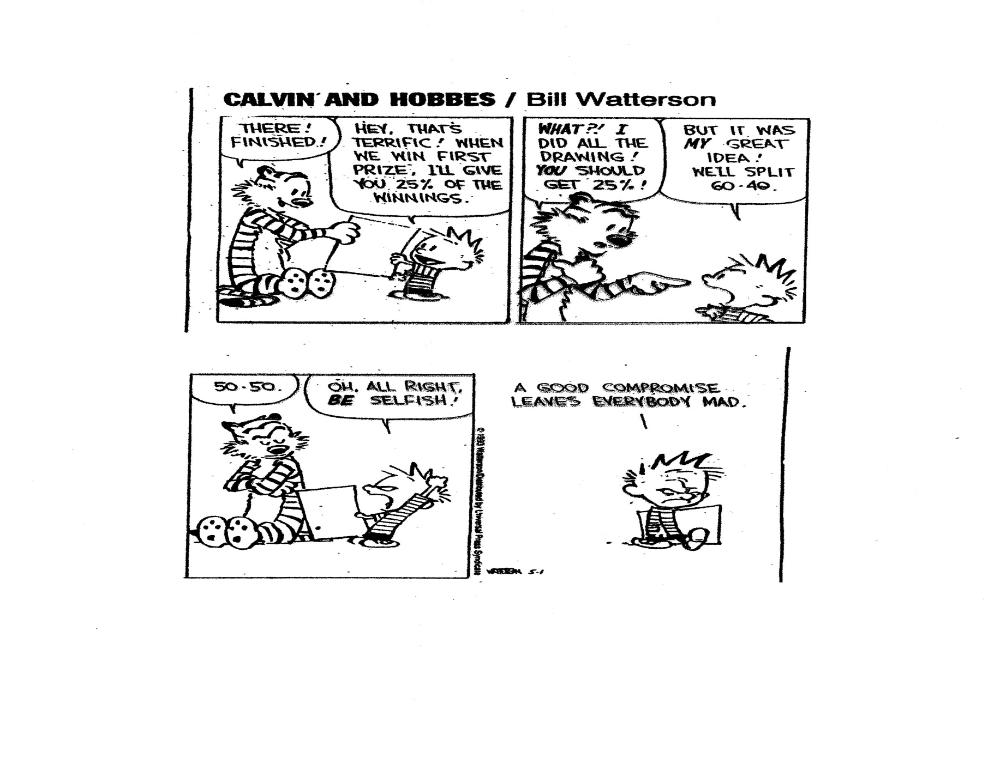 CALVIN AND HOBBES / Bill Watterson
THERE!
FINISHED!
HEY, THAT'S
TERRIFIC! WHEN
WE WIN FIRST
PRIZE, I'LL GIVE
YOU 25% OF THE
WINNINGS.
WHAT?! I
DID ALL THE
DRAWING!
YOU SHOULD
GET 25%!
BUT IT WAS
MY GREAT
IDEA!
WE'LL SPLIT
60-40.
50-50.
OH, ALL RIGHT,
BE SELFISH!
© 1993 Watterson/Distributed by Universal Press Syndicate
A GOOD COMPROMISE
LEAVES EVERYBODY MAD.
WATTERSON 5-1